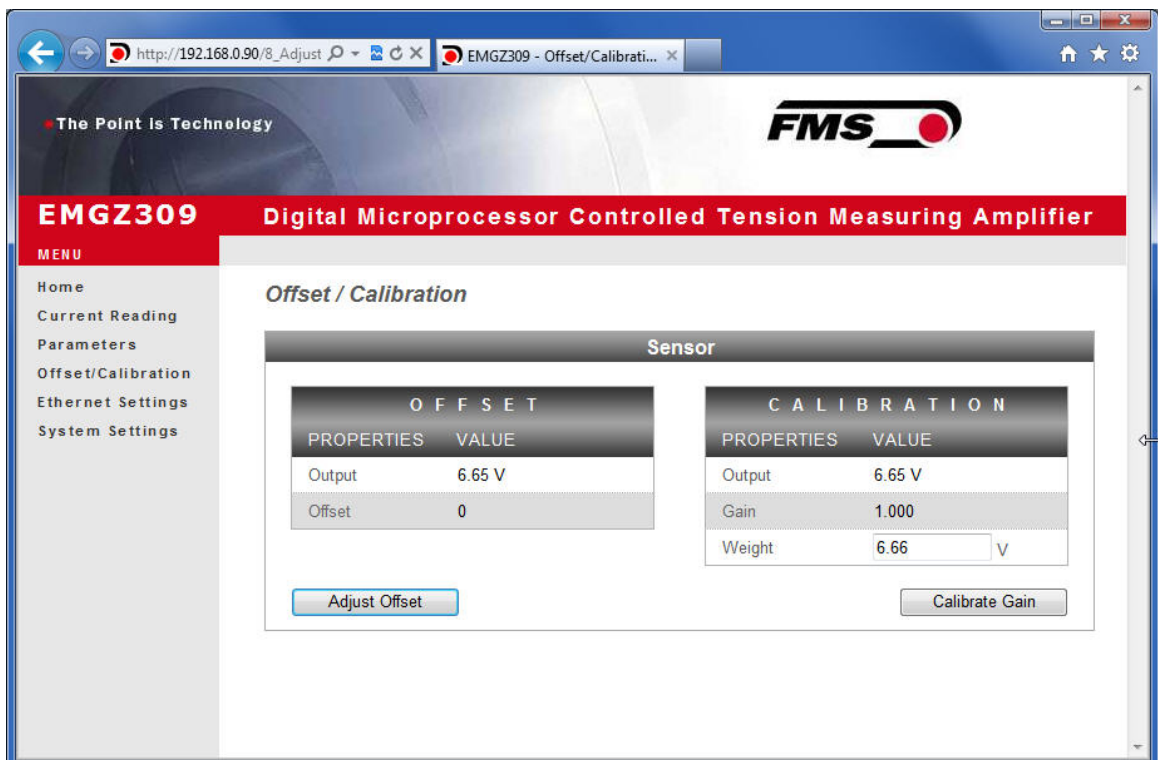 http://192.168.0.90/8_Adjust
EMGZ309 - Offset/Calibrati...
The Point is Technology
FMS
EMGZ309
Digital Microprocessor Controlled Tension Measuring Amplifier
MENU
Home
Current Reading
Parameters
Offset/Calibration
Ethernet Settings
System Settings
Offset / Calibration
Sensor
OFFSET
PROPERTIES VALUE
Output 6.65 V
Offset 0
Adjust Offset
CALIBRATION
PROPERTIES VALUE
Output 6.65 V
Gain 1.000
Weight 6.66 V
Calibrate Gain